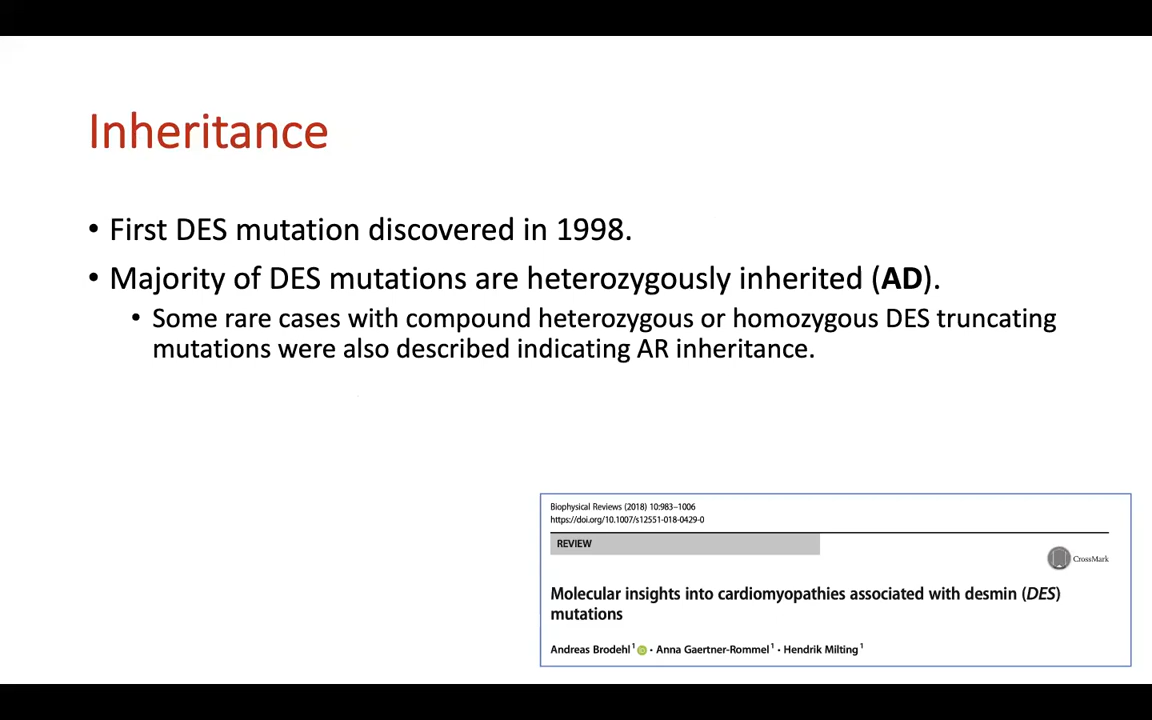 Inheritance
• First DES mutation discovered in 1998.
• Majority of DES mutations are heterozygously inherited (AD).
• Some rare cases with compound heterozygous or homozygous DES truncating
mutations were also described indicating AR inheritance.
Biophysical Reviews (2018) 10:983–1006
https://doi.org/10.1007/s12551-018-0429-0
REVIEW
CrossMark
Molecular insights into cardiomyopathies associated with desmin (DES)
mutations
Andreas Brodehl1 iD · Anna Gaertner-Rommel1 · Hendrik Milting1